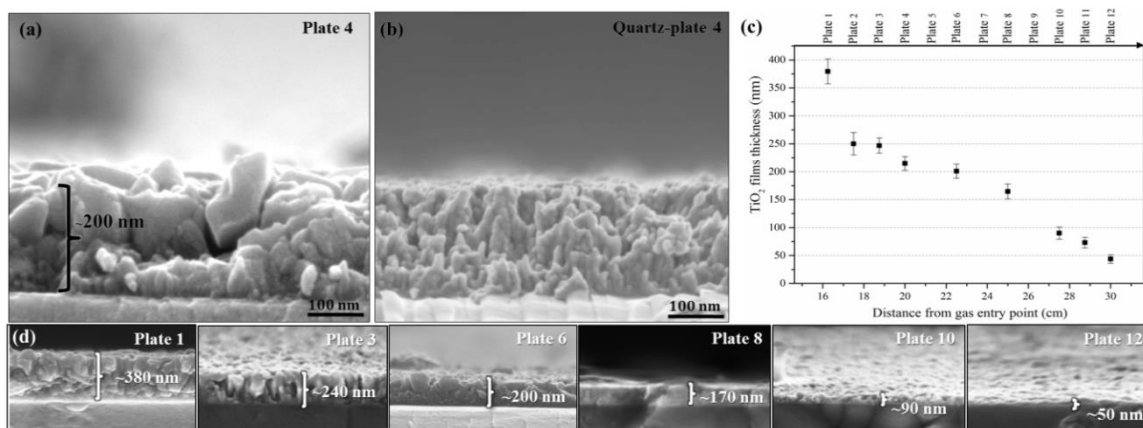 (a)
Plate 4
~200 nm
100 nm
(b)
Quartz-plate 4
100 nm
(c)
Plate 1
Plate 2
Plate 3
Plate 4
Plate 5
Plate 6
Plate 7
Plate 8
Plate 9
Plate 10
Plate 11
Plate 12
TiO2 films thickness (nm)
400
350
300
250
200
150
100
50
0
16 18 20 22 24 26 28 30
Distance from gas entry point (cm)
(d)
Plate 1
~380 nm
Plate 3
~240 nm
Plate 6
~200 nm
Plate 8
~170 nm
Plate 10
~90 nm
Plate 12
~50 nm